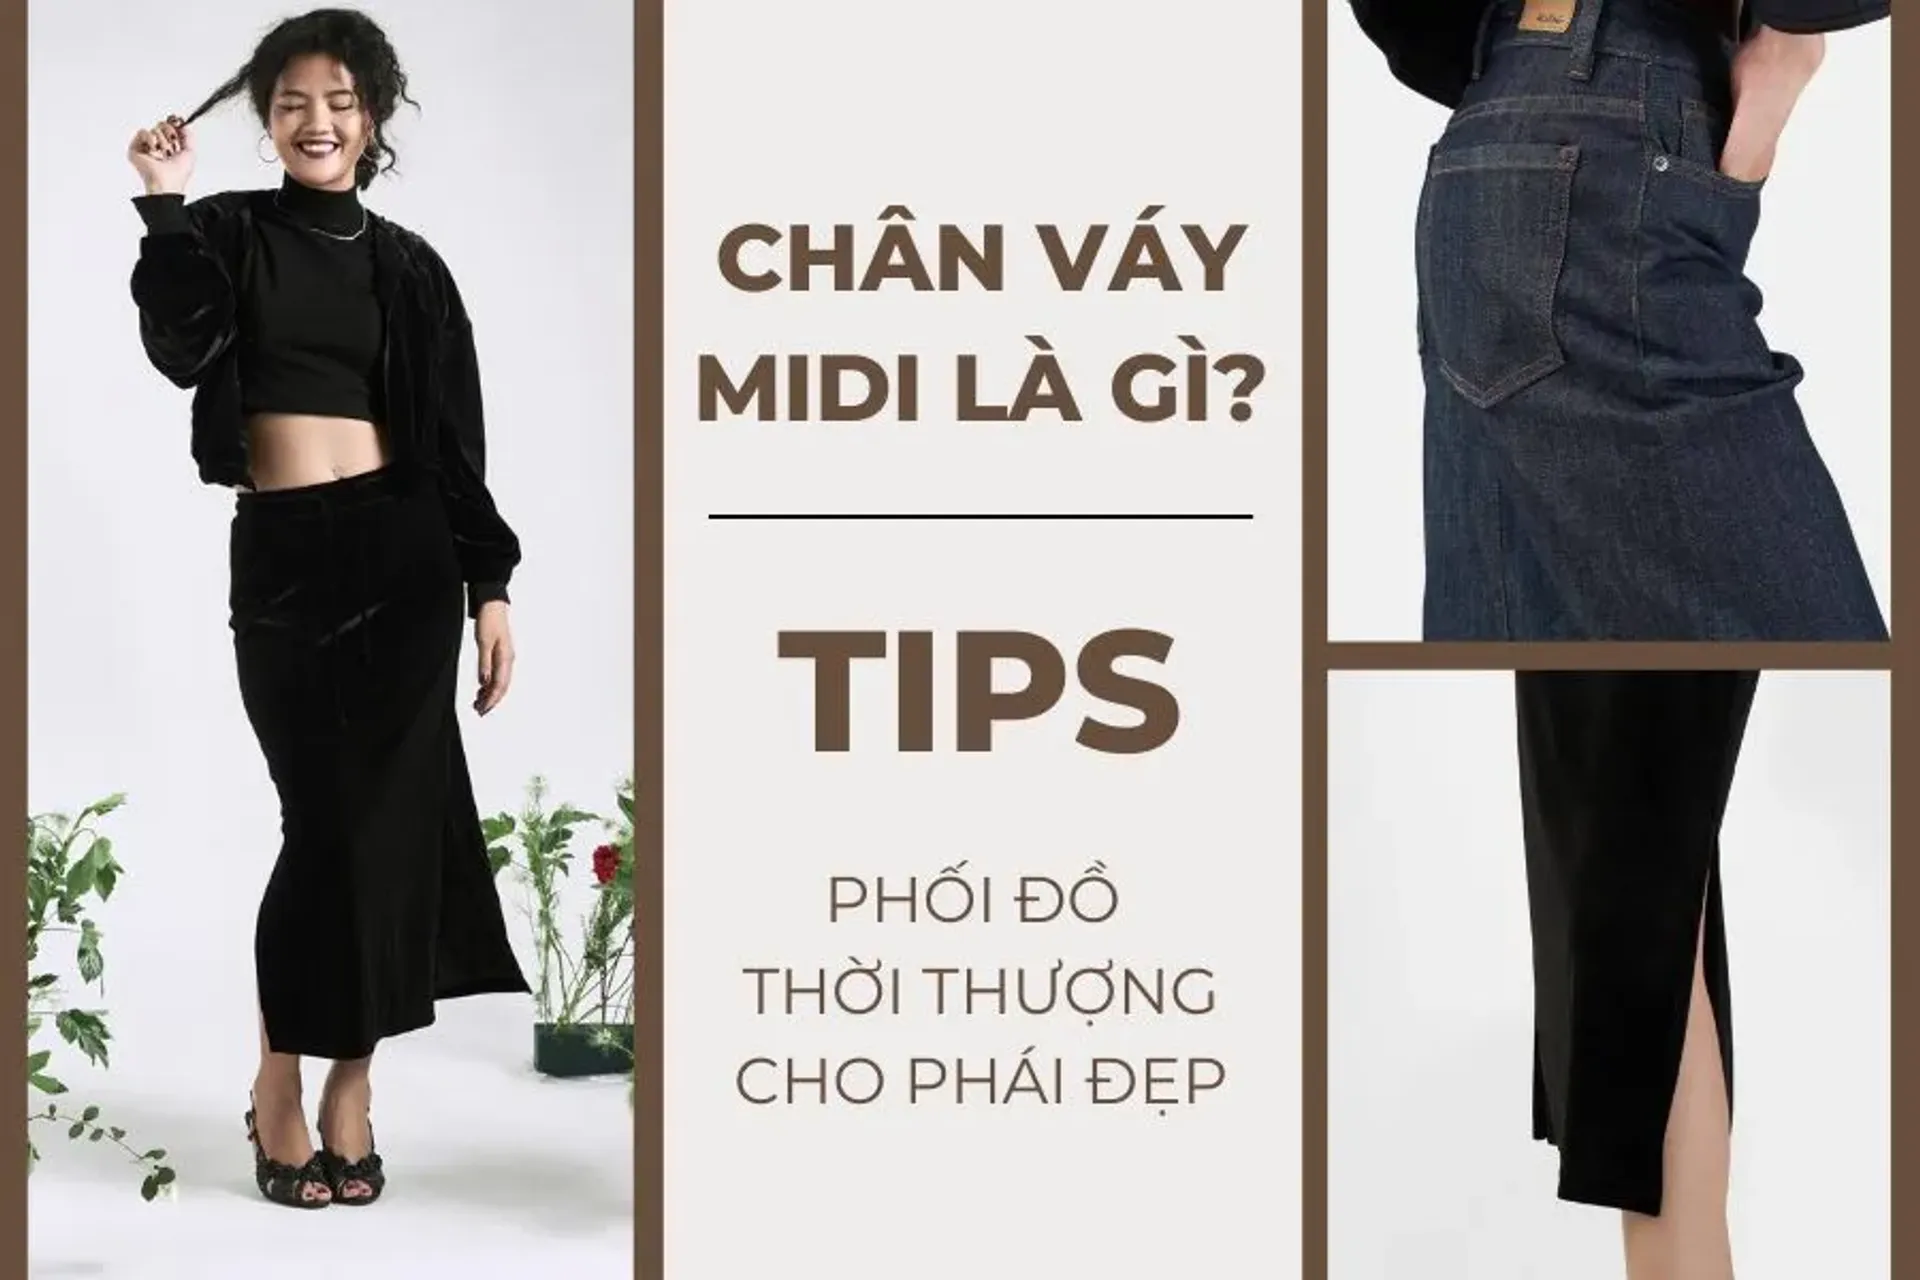 CHÂN VÁY
MIDI LÀ GÌ?
TIPS
PHỐI ĐỒ
THỜI THƯỢNG
CHO PHÁI ĐẸP